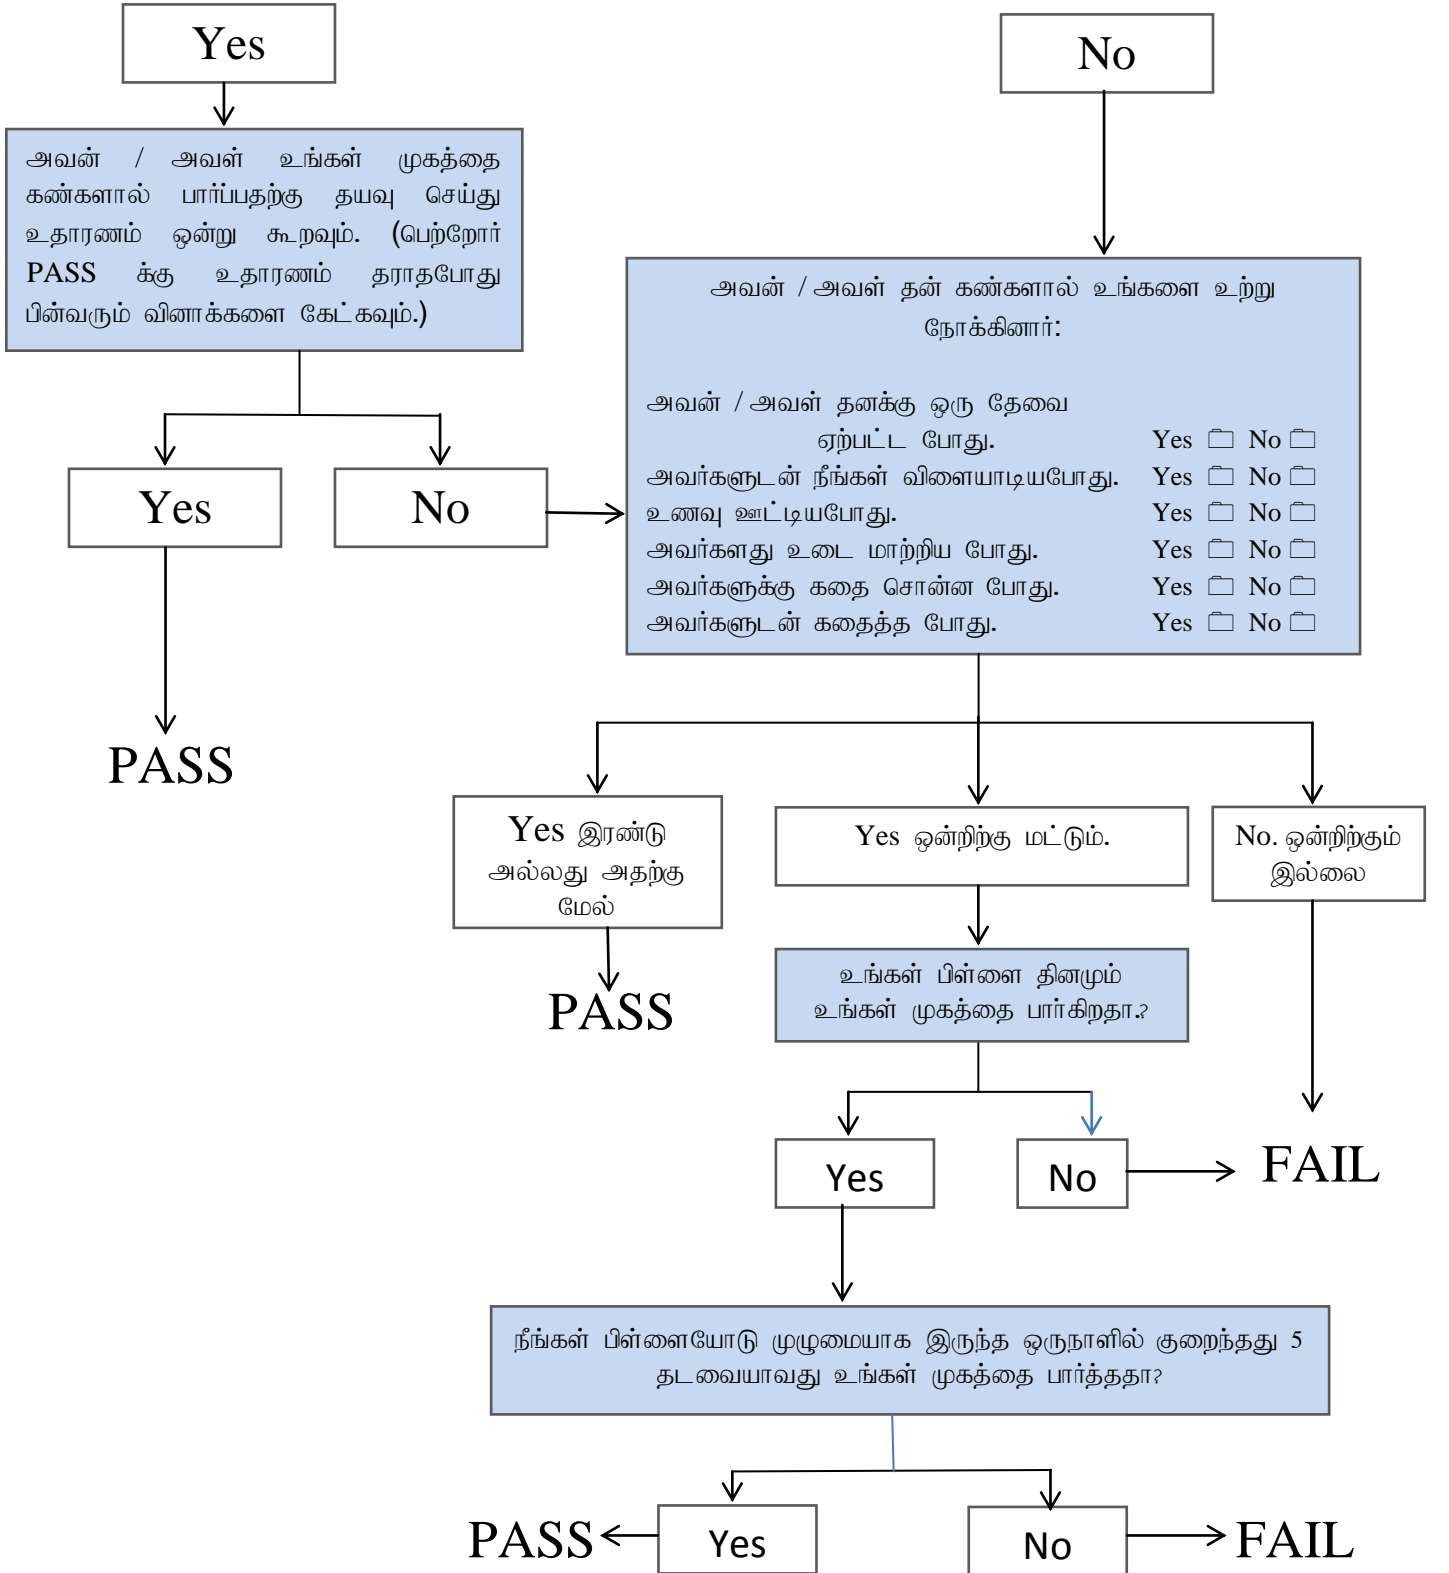 Yes
No
அவன் / அவள் உங்கள் முகத்தை
கண்களால் பார்ப்பதற்கு தயவு செய்து
உதாரணம் ஒன்று கூறவும். (பெற்றோர்
PASS க்கு உதாரணம் தராதபோது
பின்வரும் வினாக்களை கேட்கவும்.)
அவன் / அவள் தன் கண்களால் உங்களை உற்று
நோக்கினார்:
அவன் / அவள் தனக்கு ஒரு தேவை
ஏற்பட்ட போது. Yes No
அவர்களுடன் நீங்கள் விளையாடியபோது. Yes No
உணவு ஊட்டியபோது. Yes No
அவர்களது உடை மாற்றிய போது. Yes No
அவர்களுக்கு கதை சொன்ன போது. Yes No
அவர்களுடன் கதைத்த போது. Yes No
Yes
No
PASS
Yes இரண்டு
அல்லது அதற்கு
மேல்
Yes ஒன்றிற்கு மட்டும்.
No. ஒன்றிற்கும்
இல்லை
PASS
உங்கள் பிள்ளை தினமும்
உங்கள் முகத்தை பார்கிறதா.?
Yes
No
FAIL
நீங்கள் பிள்ளையோடு முழுமையாக இருந்த ஒருநாளில் குறைந்தது 5
தடவையாவது உங்கள் முகத்தை பார்த்ததா?
PASS
Yes
No
FAIL